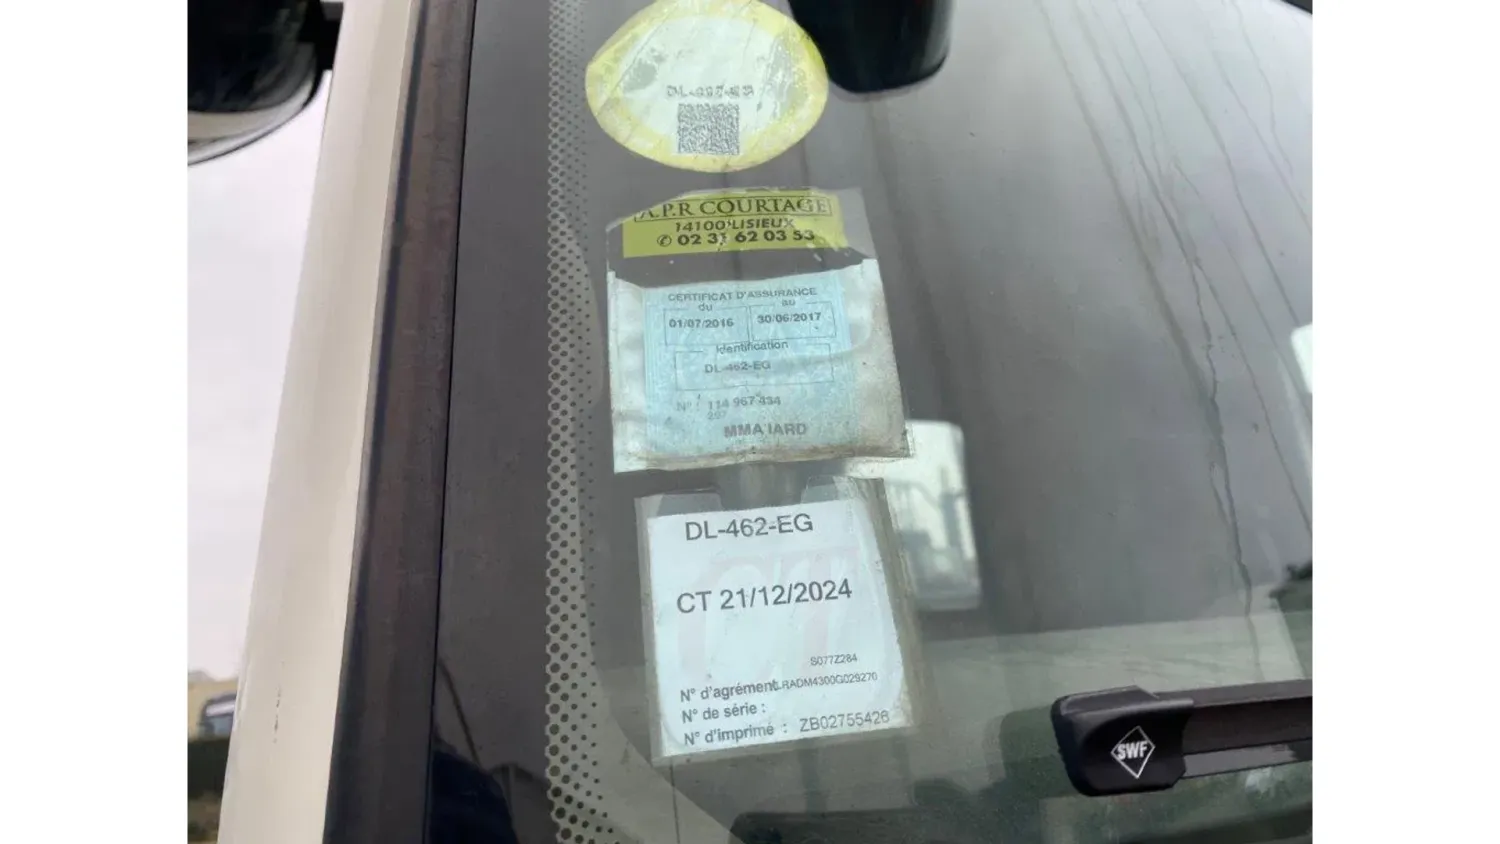 A.P.R COURTAGE
14100 LISIEUX
✆ 02 31 62 03 53
CERTIFICAT D'ASSURANCE
du au
01/07/2016 30/06/2017
Identification
DL-462-EG
N° : 114 967 434
297
MMA IARD
DL-462-EG
CT 21/12/2024
S077Z284
N° d'agrément
N° de série :
N° d'imprimé : ZB02755428
SWF